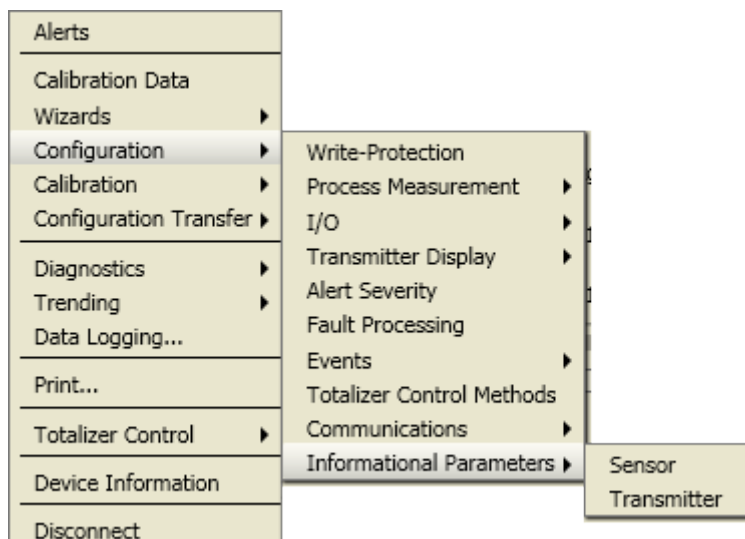 Alerts
Calibration Data
Wizards
Configuration
Calibration
Configuration Transfer
Diagnostics
Trending
Data Logging...
Print...
Totalizer Control
Device Information
Disconnect
Write-Protection
Process Measurement
I/O
Transmitter Display
Alert Severity
Fault Processing
Events
Totalizer Control Methods
Communications
Informational Parameters
Sensor
Transmitter